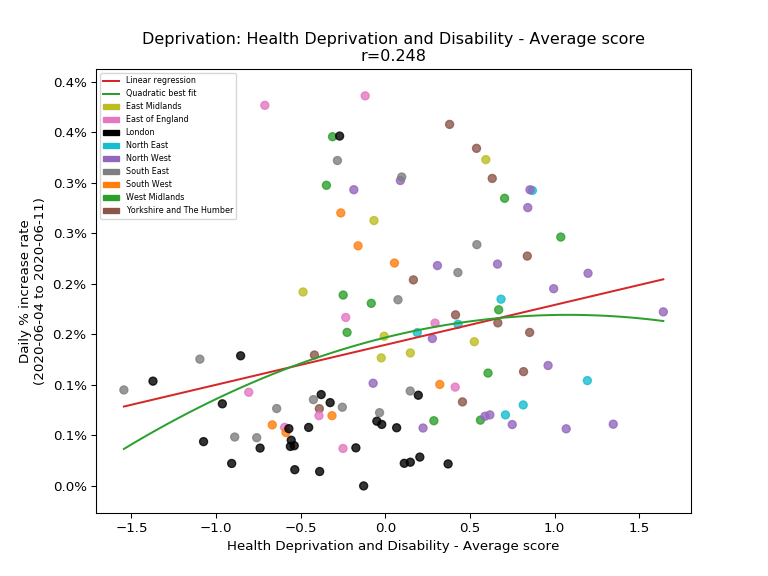 Deprivation: Health Deprivation and Disability - Average score
r=0.248
Linear regression
Quadratic best fit
East Midlands
East of England
London
North East
North West
South East
South West
West Midlands
Yorkshire and The Humber
0.4%
0.4%
0.3%
0.3%
0.2%
0.2%
0.1%
0.1%
0.0%
Daily % increase rate
(2020-06-04 to 2020-06-11)
−1.5
−1.0
−0.5
0.0
0.5
1.0
1.5
Health Deprivation and Disability - Average score